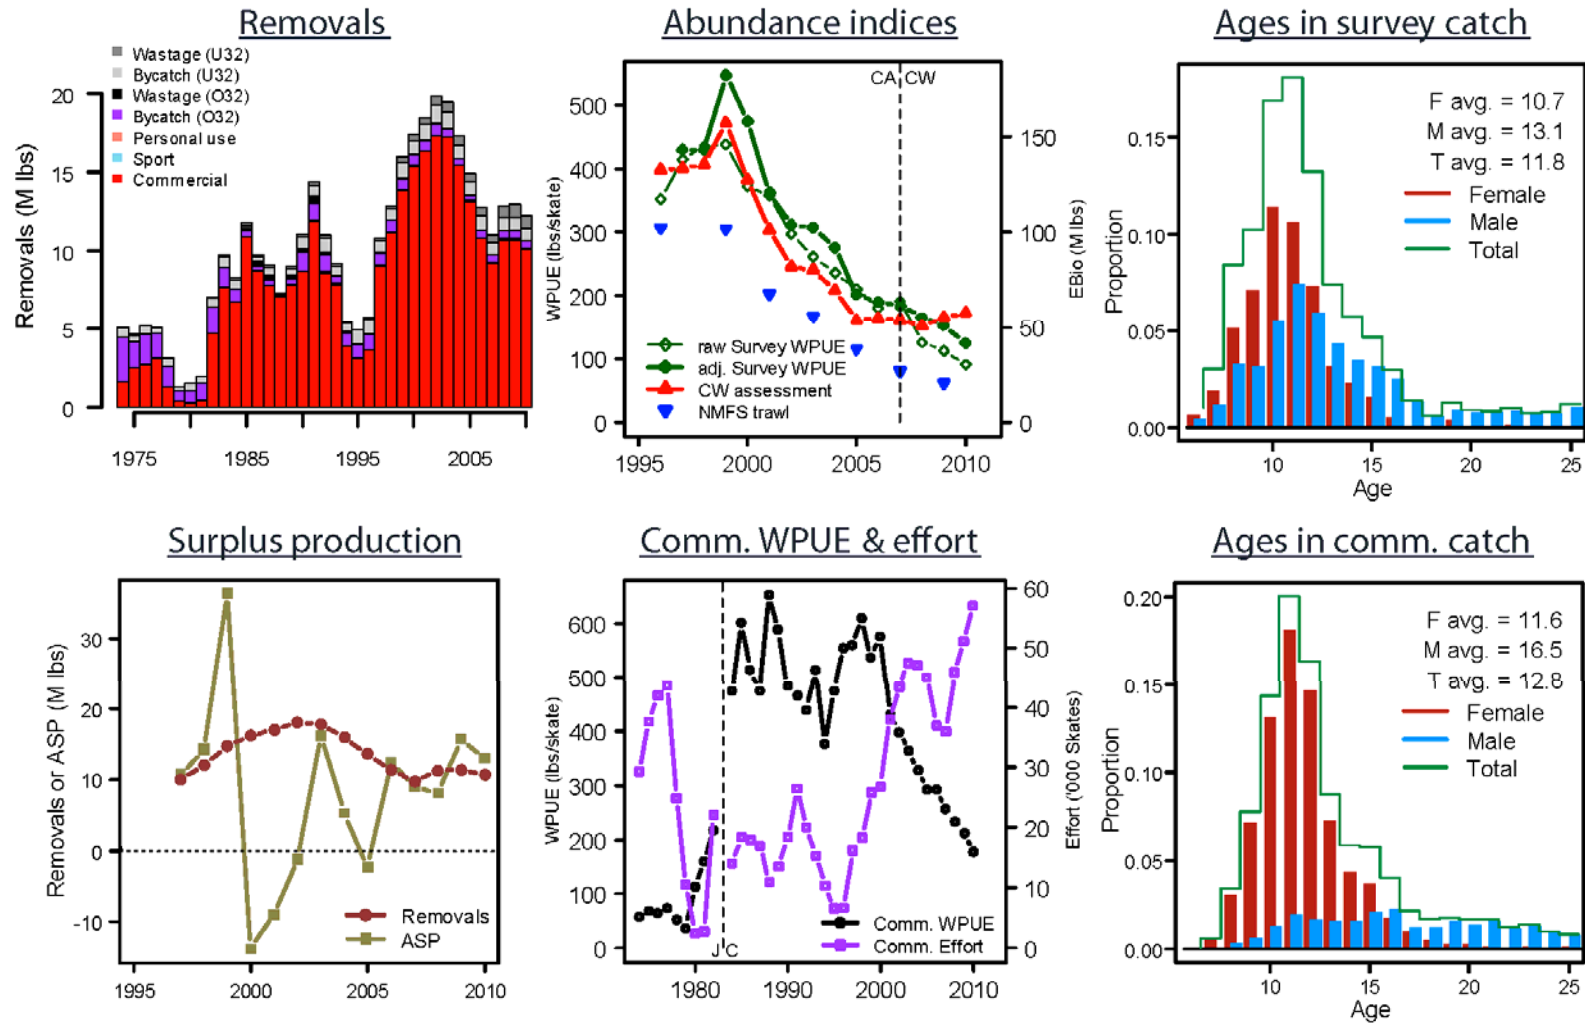 Removals
Wastage (U32)
Bycatch (U32)
Wastage (O32)
Bycatch (O32)
Personal use
Sport
Commercial
Removals (M lbs)
20
15
10
5
0
1975
1985
1995
2005
Abundance indices
CA CW
WPUE (lbs/skate)
500
400
300
200
100
0
EBio (M lbs)
150
100
50
0
raw Survey WPUE
adj. Survey WPUE
CW assessment
NMFS trawl
1995
2000
2005
2010
Ages in survey catch
F avg. = 10.7
M avg. = 13.1
T avg. = 11.8
Female
Male
Total
Proportion
0.15
0.10
0.05
0.00
10
15
20
25
Age
Surplus production
Removals or ASP (M lbs)
30
20
10
0
-10
Removals
ASP
1995
2000
2005
2010
Comm. WPUE & effort
WPUE (lbs/skate)
600
500
400
300
200
100
0
Effort ('000 Skates)
60
50
40
30
20
10
0
J C
Comm. WPUE
Comm. Effort
1980
1990
2000
2010
Ages in comm. catch
F avg. = 11.6
M avg. = 16.5
T avg. = 12.8
Female
Male
Total
Proportion
0.20
0.15
0.10
0.05
0.00
10
15
20
25
Age